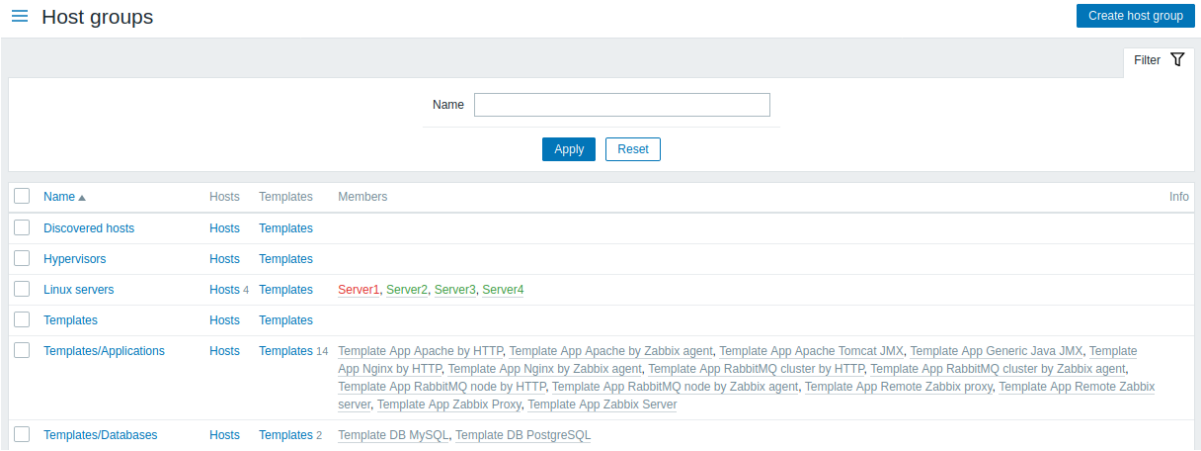 Host groups
Create host group
Filter
Name
Apply Reset
Name Hosts Templates Members Info
Discovered hosts Hosts Templates
Hypervisors Hosts Templates
Linux servers Hosts 4 Templates Server1, Server2, Server3, Server4
Templates Hosts Templates
Templates/Applications Hosts Templates 14 Template App Apache by HTTP, Template App Apache by Zabbix agent, Template App Apache Tomcat JMX, Template App Generic Java JMX, Template
App Nginx by HTTP, Template App Nginx by Zabbix agent, Template App RabbitMQ cluster by HTTP, Template App RabbitMQ cluster by Zabbix agent,
Template App RabbitMQ node by HTTP, Template App RabbitMQ node by Zabbix agent, Template App Remote Zabbix proxy, Template App Remote Zabbix
server, Template App Zabbix Proxy, Template App Zabbix Server
Templates/Databases Hosts Templates 2 Template DB MySQL, Template DB PostgreSQL